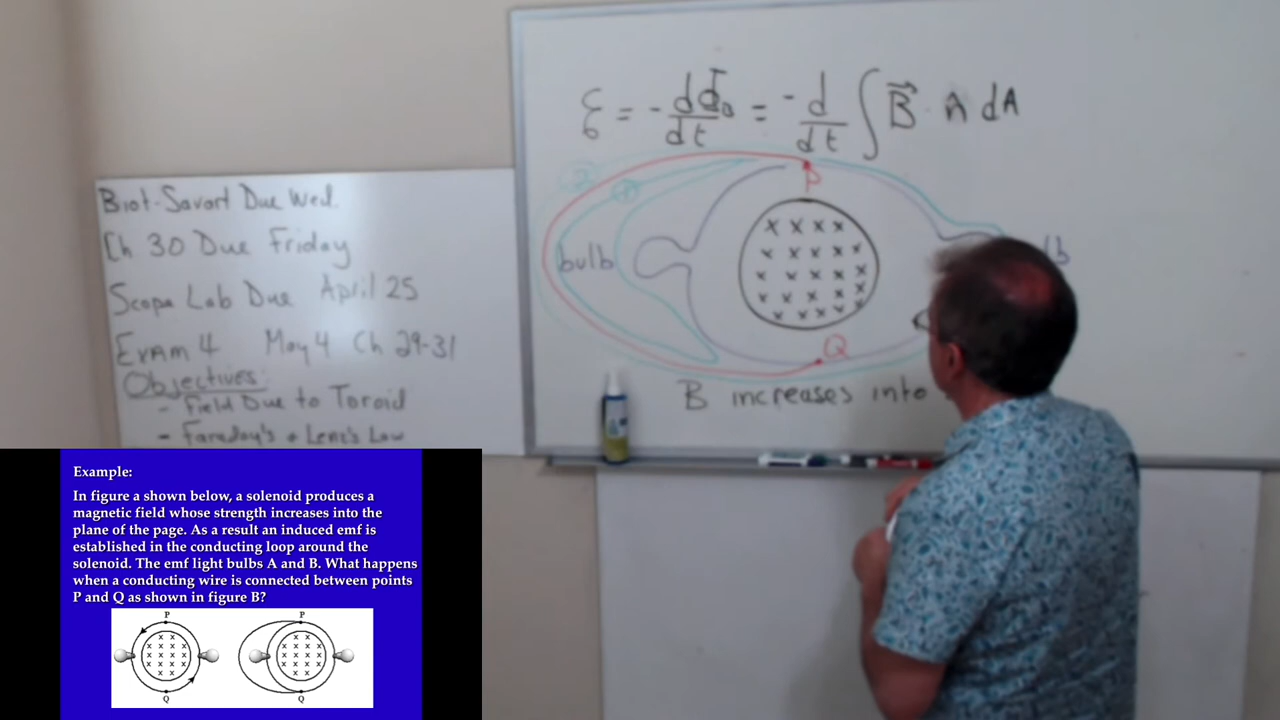 Biot-Savart Due Wed.
Ch 30 Due Friday
Scope Lab Due April 25
Exam 4 May 4 Ch 29-31
Objectives:
- Field Due to Toroid
- Faraday's + Lenz's Law
ℰ = - dΦ_B/dt = - d/dt ∫ B⃗ · n̂ dA
P
2
bulb
lb
x x x x
x x x x x
x x x x x
x x x x x
x x x x
Q
B increases into
Example:
In figure a shown below, a solenoid produces a
magnetic field whose strength increases into the
plane of the page. As a result an induced emf is
established in the conducting loop around the
solenoid. The emf light bulbs A and B. What happens
when a conducting wire is connected between points
P and Q as shown in figure B?
P P
Q Q